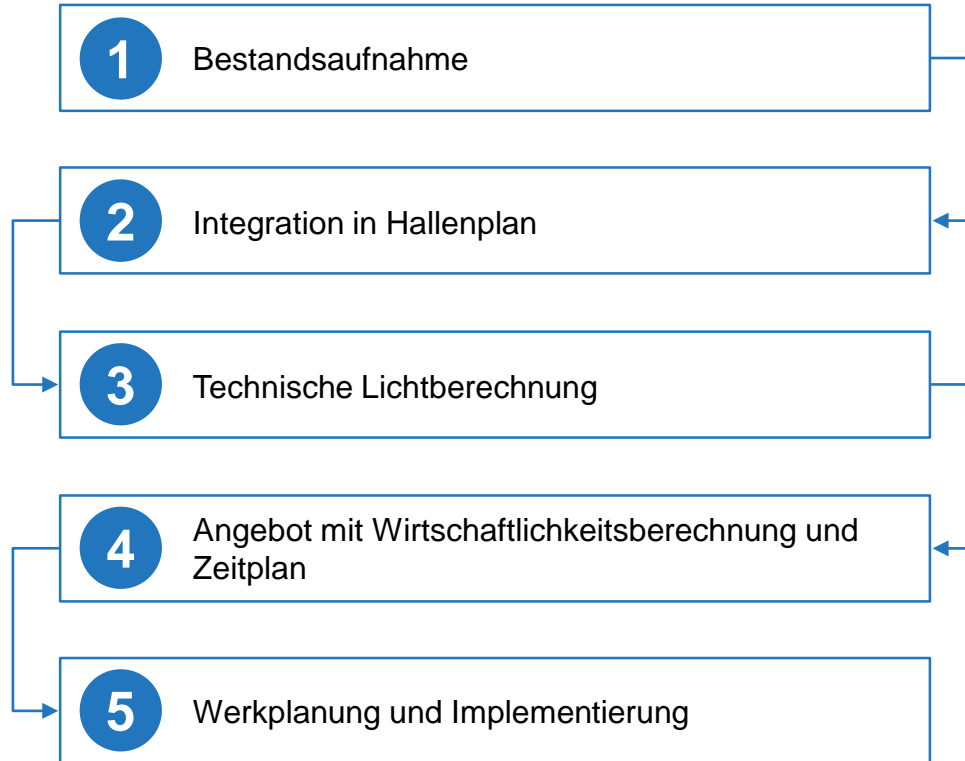 1 Bestandsaufnahme
2 Integration in Hallenplan
3 Technische Lichtberechnung
4 Angebot mit Wirtschaftlichkeitsberechnung und
Zeitplan
5 Werkplanung und Implementierung